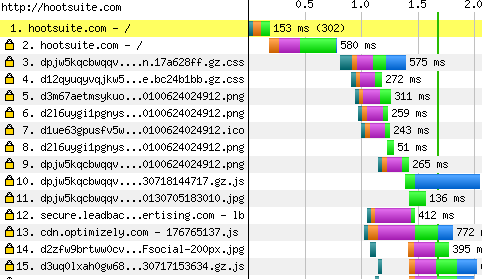 http://hootsuite.com 0.5 1.0 1.5 2.0
1. hootsuite.com - / 153 ms (302)
2. hootsuite.com - / 580 ms
3. dpjw5kqcbwqqv....n.17a628ff.gz.css 575 ms
4. d12qyuqyvqjkw5...e.bc24b1bb.gz.css 272 ms
5. d3m67aetmsykuo...0100624024912.png 311 ms
6. d2l6uygi1pgnys...0100624024912.png 259 ms
7. d1ue63gpusfv5w...0100624024912.ico 243 ms
8. d2l6uygi1pgnys...0100624024912.png 51 ms
9. dpjw5kqcbwqqv....0100624024912.png 265 ms
10. dpjw5kqcbwqqv....30718144717.gz.js
11. dpjw5kqcbwqqv....0130705183010.jpg 136 ms
12. secure.leadbac...ertising.com - lb 412 ms
13. cdn.optimizely.com - 176765137.js 772 m
14. d2zfw9brtww0cv...Fsocial-200px.jpg 395 m
15. d3uq0lxah0gw68...30717153634.gz.js